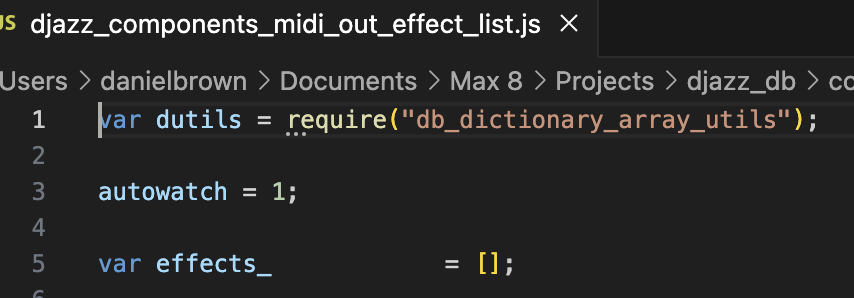 JS djazz_components_midi_out_effect_list.js ×
Users > danielbrown > Documents > Max 8 > Projects > djazz_db > co
1 var dutils = require("db_dictionary_array_utils");
2
3 autowatch = 1;
4
5 var effects_ = [];
6